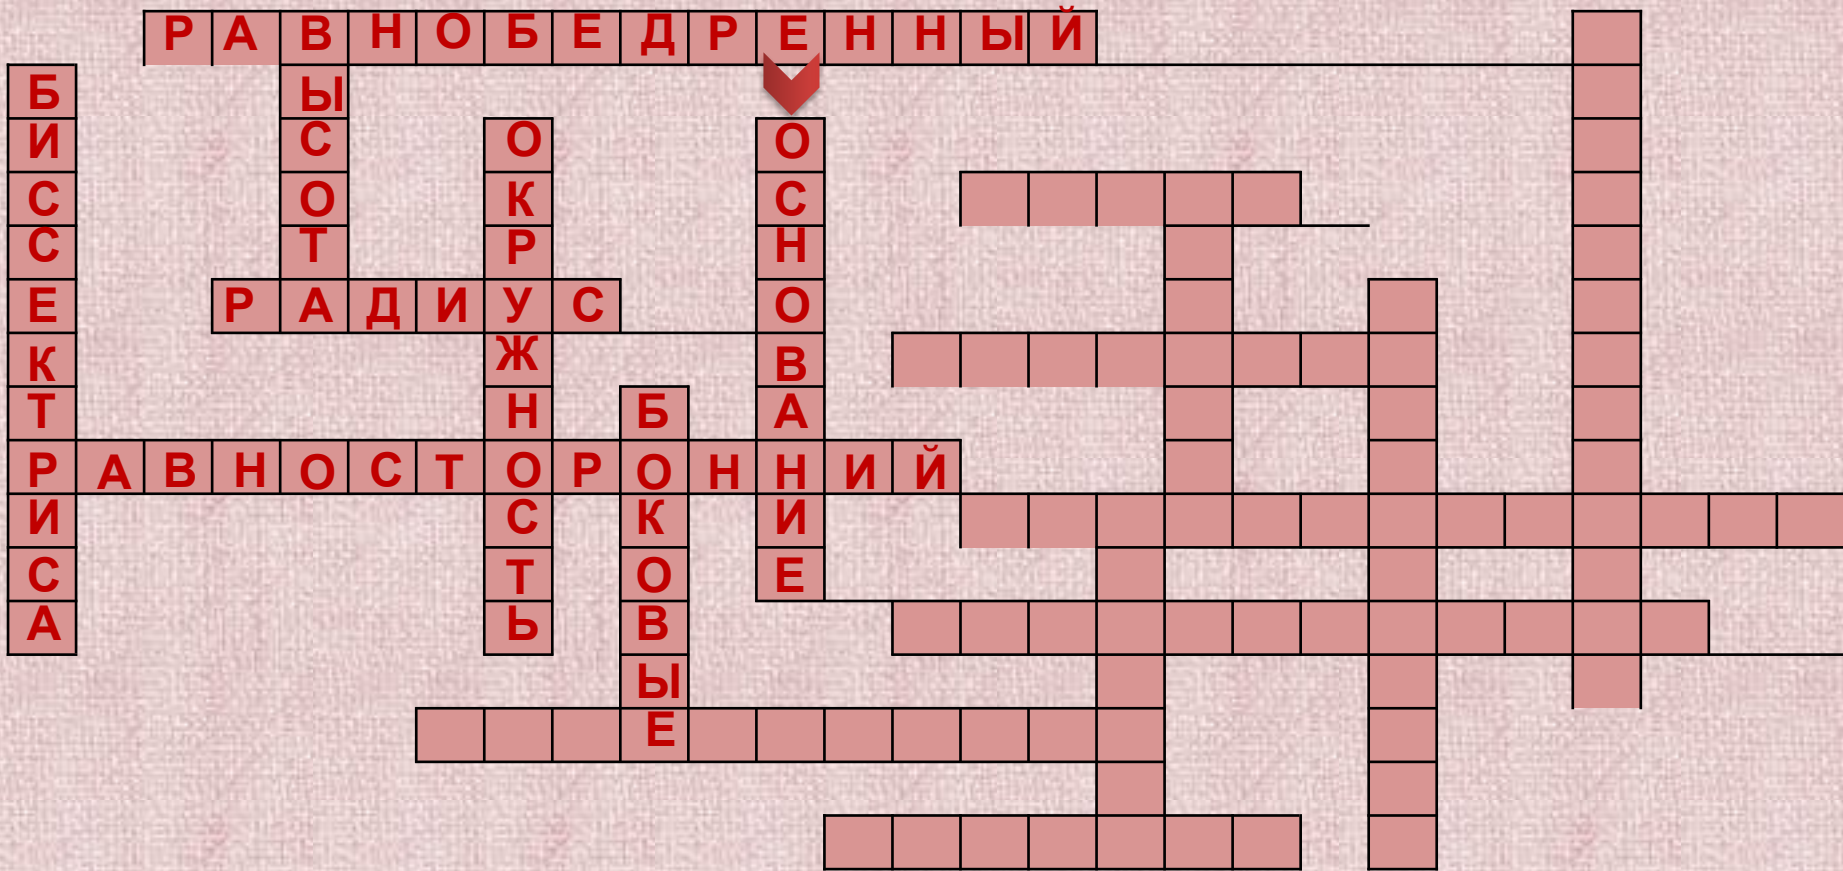 РАВНОБЕДРЕННЫЙ
БИССЕКТРИСА
ВЫСОТА
ОКРУЖНОСТЬ
ОСНОВАНИЕ
РАДИУС
БОКОВЫЕ
РАВНОСТОРОННИЙ